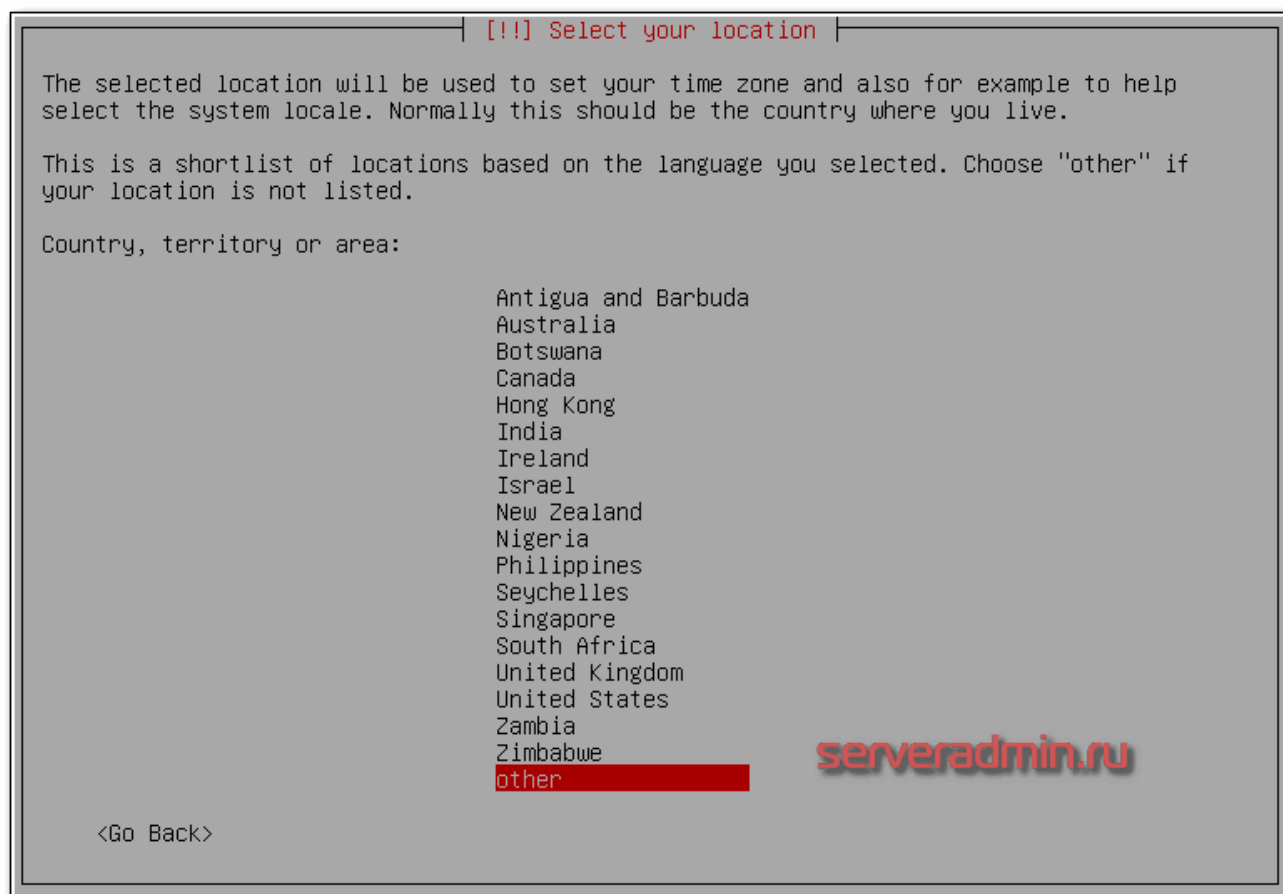 [!!] Select your location
The selected location will be used to set your time zone and also for example to help
select the system locale. Normally this should be the country where you live.
This is a shortlist of locations based on the language you selected. Choose "other" if
your location is not listed.
Country, territory or area:
Antigua and Barbuda
Australia
Botswana
Canada
Hong Kong
India
Ireland
Israel
New Zealand
Nigeria
Philippines
Seychelles
Singapore
South Africa
United Kingdom
United States
Zambia
Zimbabwe
other
serveradmin.ru
<Go Back>